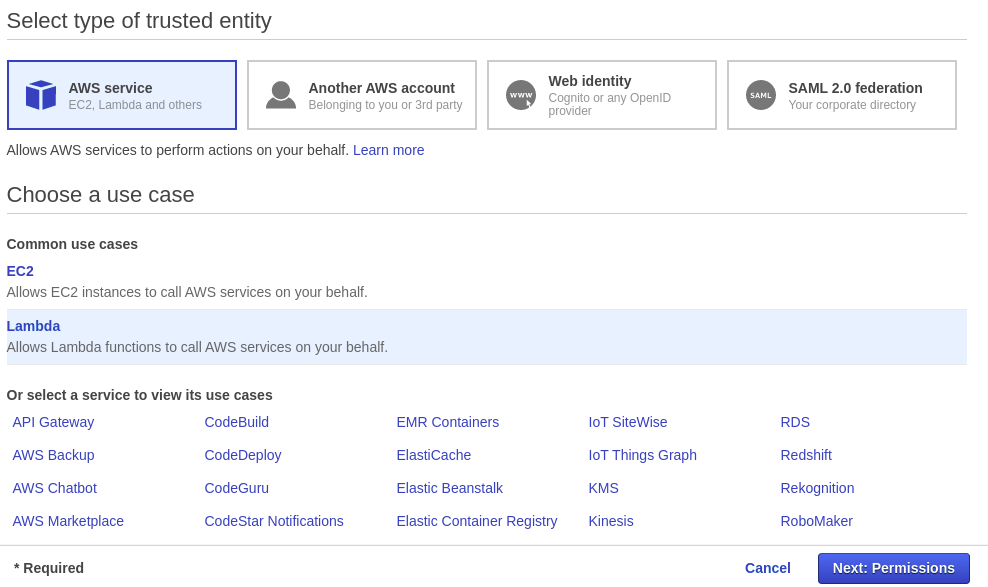 Select type of trusted entity
AWS service
EC2, Lambda and others
Another AWS account
Belonging to you or 3rd party
WWW
Web identity
Cognito or any OpenID
provider
SAML
SAML 2.0 federation
Your corporate directory
Allows AWS services to perform actions on your behalf. Learn more
Choose a use case
Common use cases
EC2
Allows EC2 instances to call AWS services on your behalf.
Lambda
Allows Lambda functions to call AWS services on your behalf.
Or select a service to view its use cases
API Gateway CodeBuild EMR Containers IoT SiteWise RDS
AWS Backup CodeDeploy ElastiCache IoT Things Graph Redshift
AWS Chatbot CodeGuru Elastic Beanstalk KMS Rekognition
AWS Marketplace CodeStar Notifications Elastic Container Registry Kinesis RoboMaker
* Required Cancel Next: Permissions